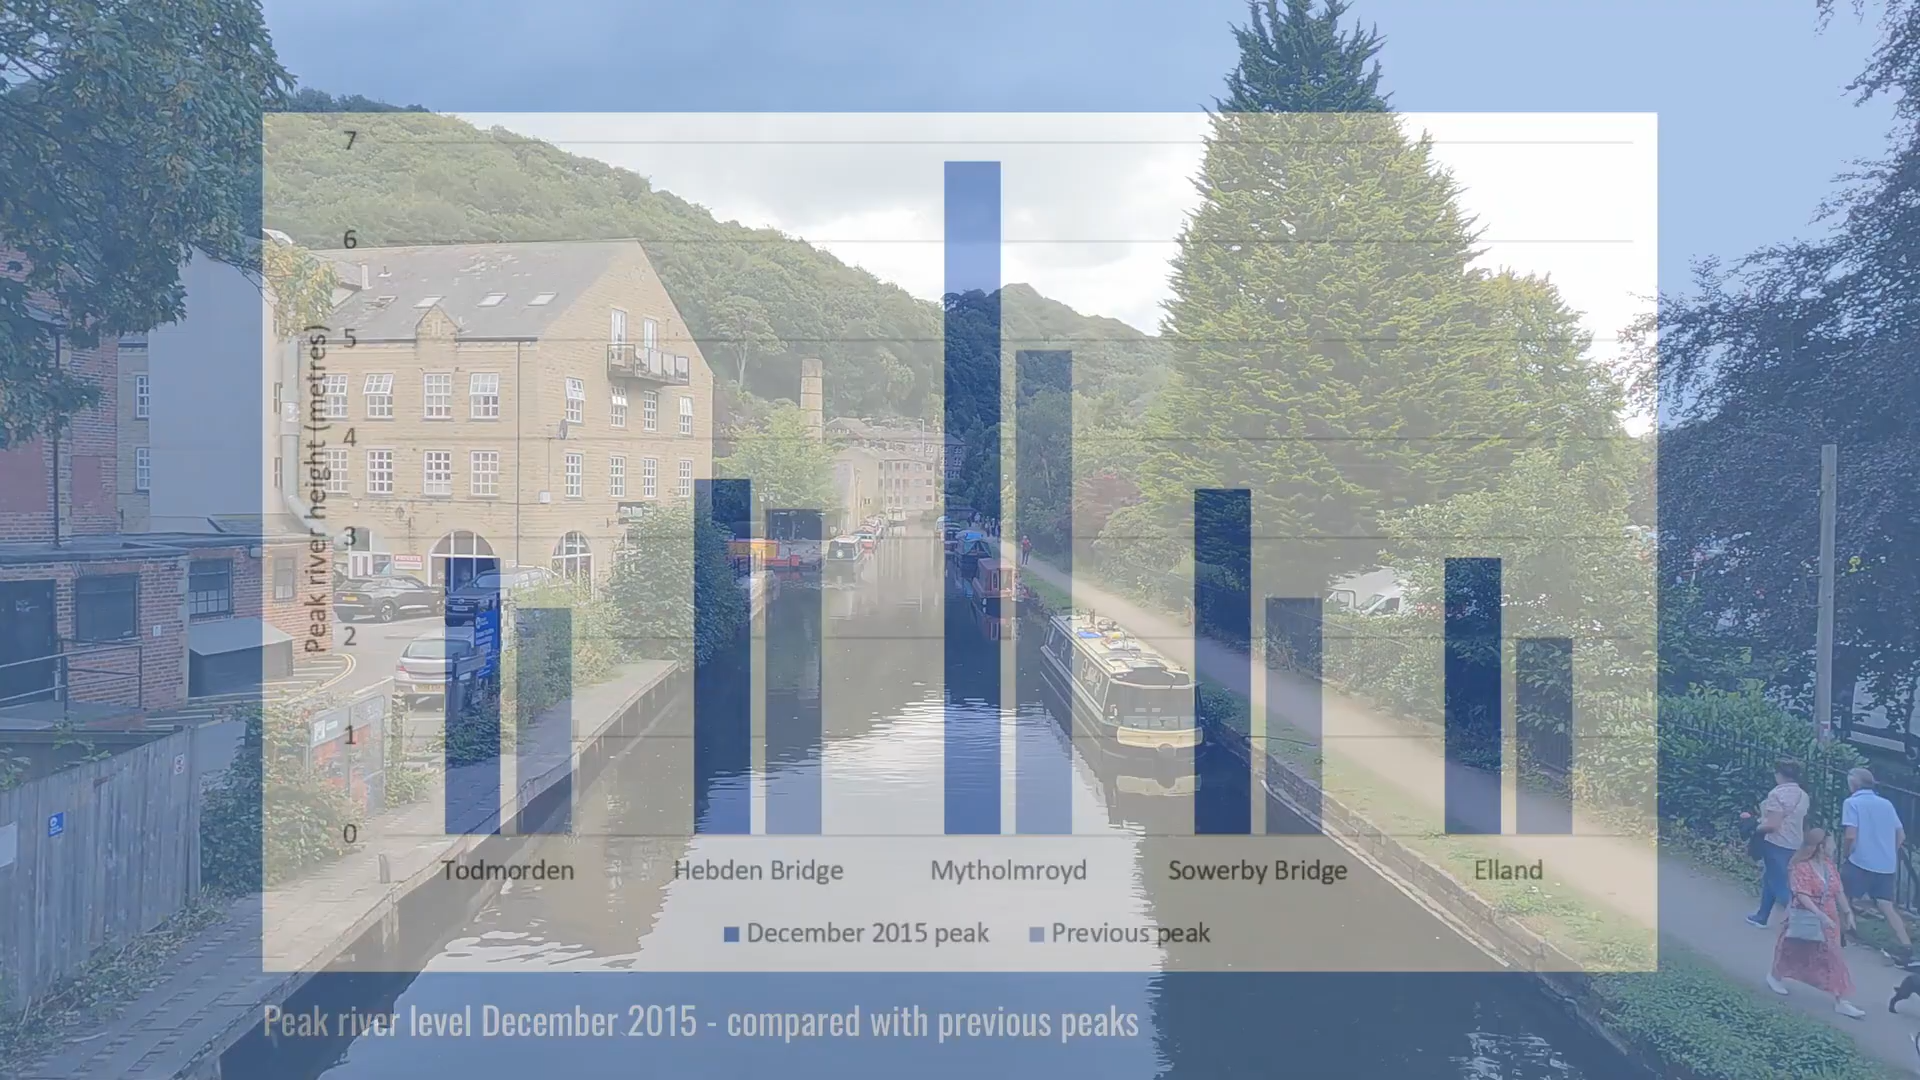 7
6
5
4
3
2
1
0
Peak river height (metres)
Todmorden Hebden Bridge Mytholmroyd Sowerby Bridge Elland
December 2015 peak Previous peak
Peak river level December 2015 - compared with previous peaks